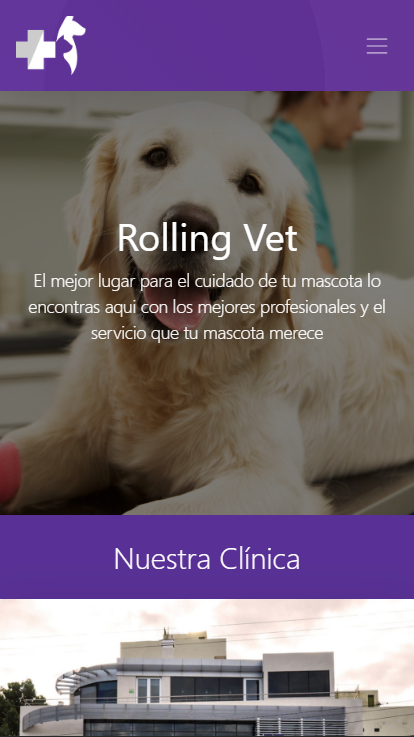 Rolling Vet
El mejor lugar para el cuidado de tu mascota lo
encontras aqui con los mejores profesionales y el
servicio que tu mascota merece
Nuestra Clínica